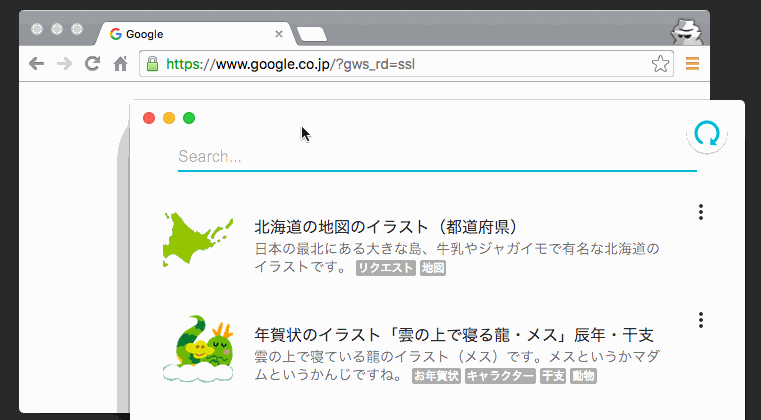 Google
https://www.google.co.jp/?gws_rd=ssl
Search...
北海道の地図のイラスト（都道府県）
日本の最北にある大きな島、牛乳やジャガイモで有名な北海道の
イラストです。 リクエスト 地図
年賀状のイラスト「雲の上で寝る龍・メス」辰年・干支
雲の上で寝ている龍のイラスト（メス）です。メスというかマダ
ムというかんじですね。 お年賀状 キャラクター 干支 動物